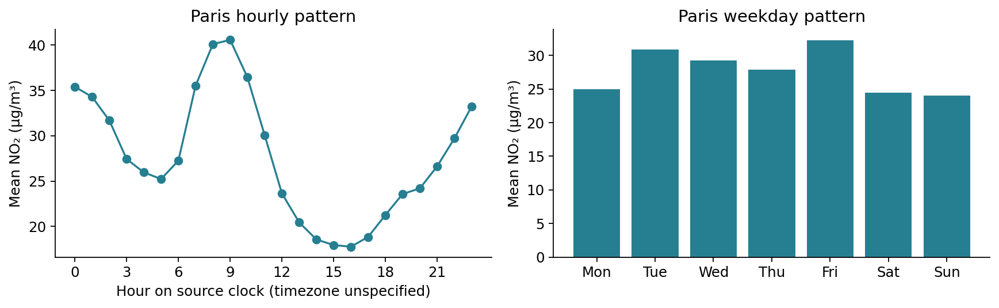 Paris hourly pattern
Mean NO₂ (µg/m³)
40
35
30
25
20
0 3 6 9 12 15 18 21
Hour on source clock (timezone unspecified)
Paris weekday pattern
Mean NO₂ (µg/m³)
30
25
20
15
10
5
0
Mon Tue Wed Thu Fri Sat Sun